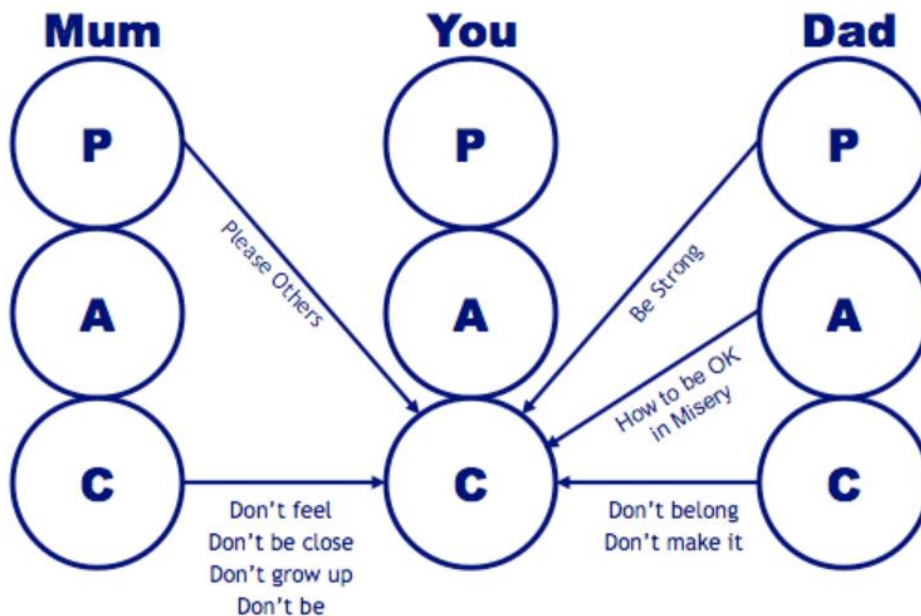 Mum You Dad
P P P
Please Others
Be Strong
A A A
How to be OK
in Misery
C C C
Don't feel
Don't be close
Don't grow up
Don't be
Don't belong
Don't make it